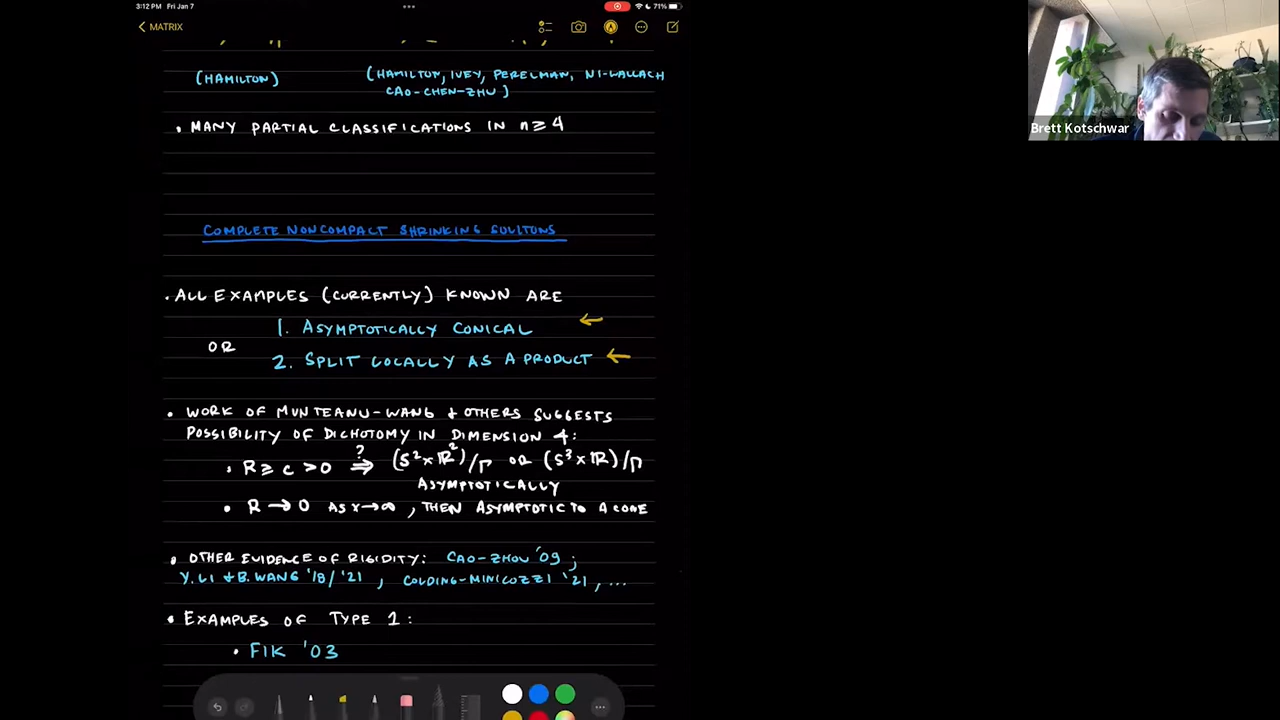 3:12 PM Fri Jan 7
71%
MATRIX
(HAMILTON)
(HAMILTON, IVEY, PERELMAN, NI-WALLACH
CAO-CHEN-ZHU)
• MANY PARTIAL CLASSIFICATIONS IN n ≥ 4
COMPLETE NONCOMPACT SHRINKING SOLITONS
• ALL EXAMPLES (CURRENTLY) KNOWN ARE
1. ASYMPTOTICALLY CONICAL ←
OR
2. SPLIT LOCALLY AS A PRODUCT ←
• WORK OF MUNTEANU-WANG + OTHERS SUGGESTS
POSSIBILITY OF DICHOTOMY IN DIMENSION 4:
• R ≥ c > 0 ?⇒ (S²×ℝ²)/Γ OR (S³×ℝ)/Γ
ASYMPTOTICALLY
• R → 0 AS x→∞, THEN ASYMPTOTIC TO A CONE
• OTHER EVIDENCE OF RIGIDITY: CAO-ZHOU '09;
Y. LI + B. WANG '18/'21, COLDING-MINICOZZI '21, ...
• EXAMPLES OF TYPE 1:
• FIK '03
Brett Kotschwar